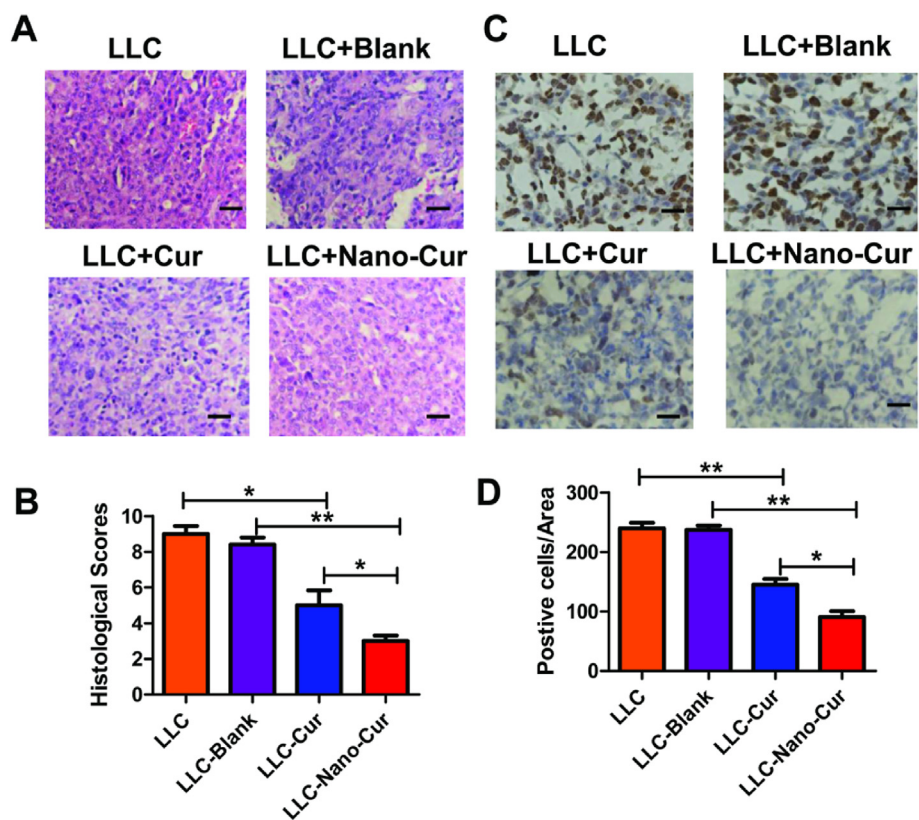 A
LLC
LLC+Blank
LLC+Cur
LLC+Nano-Cur
C
LLC
LLC+Blank
LLC+Cur
LLC+Nano-Cur
B
Histological Scores
10
8
6
4
2
0
*
**
*
LLC
LLC-Blank
LLC-Cur
LLC-Nano-Cur
D
Postive cells/Area
300
200
100
0
**
**
*
LLC
LLC-Blank
LLC-Cur
LLC-Nano-Cur